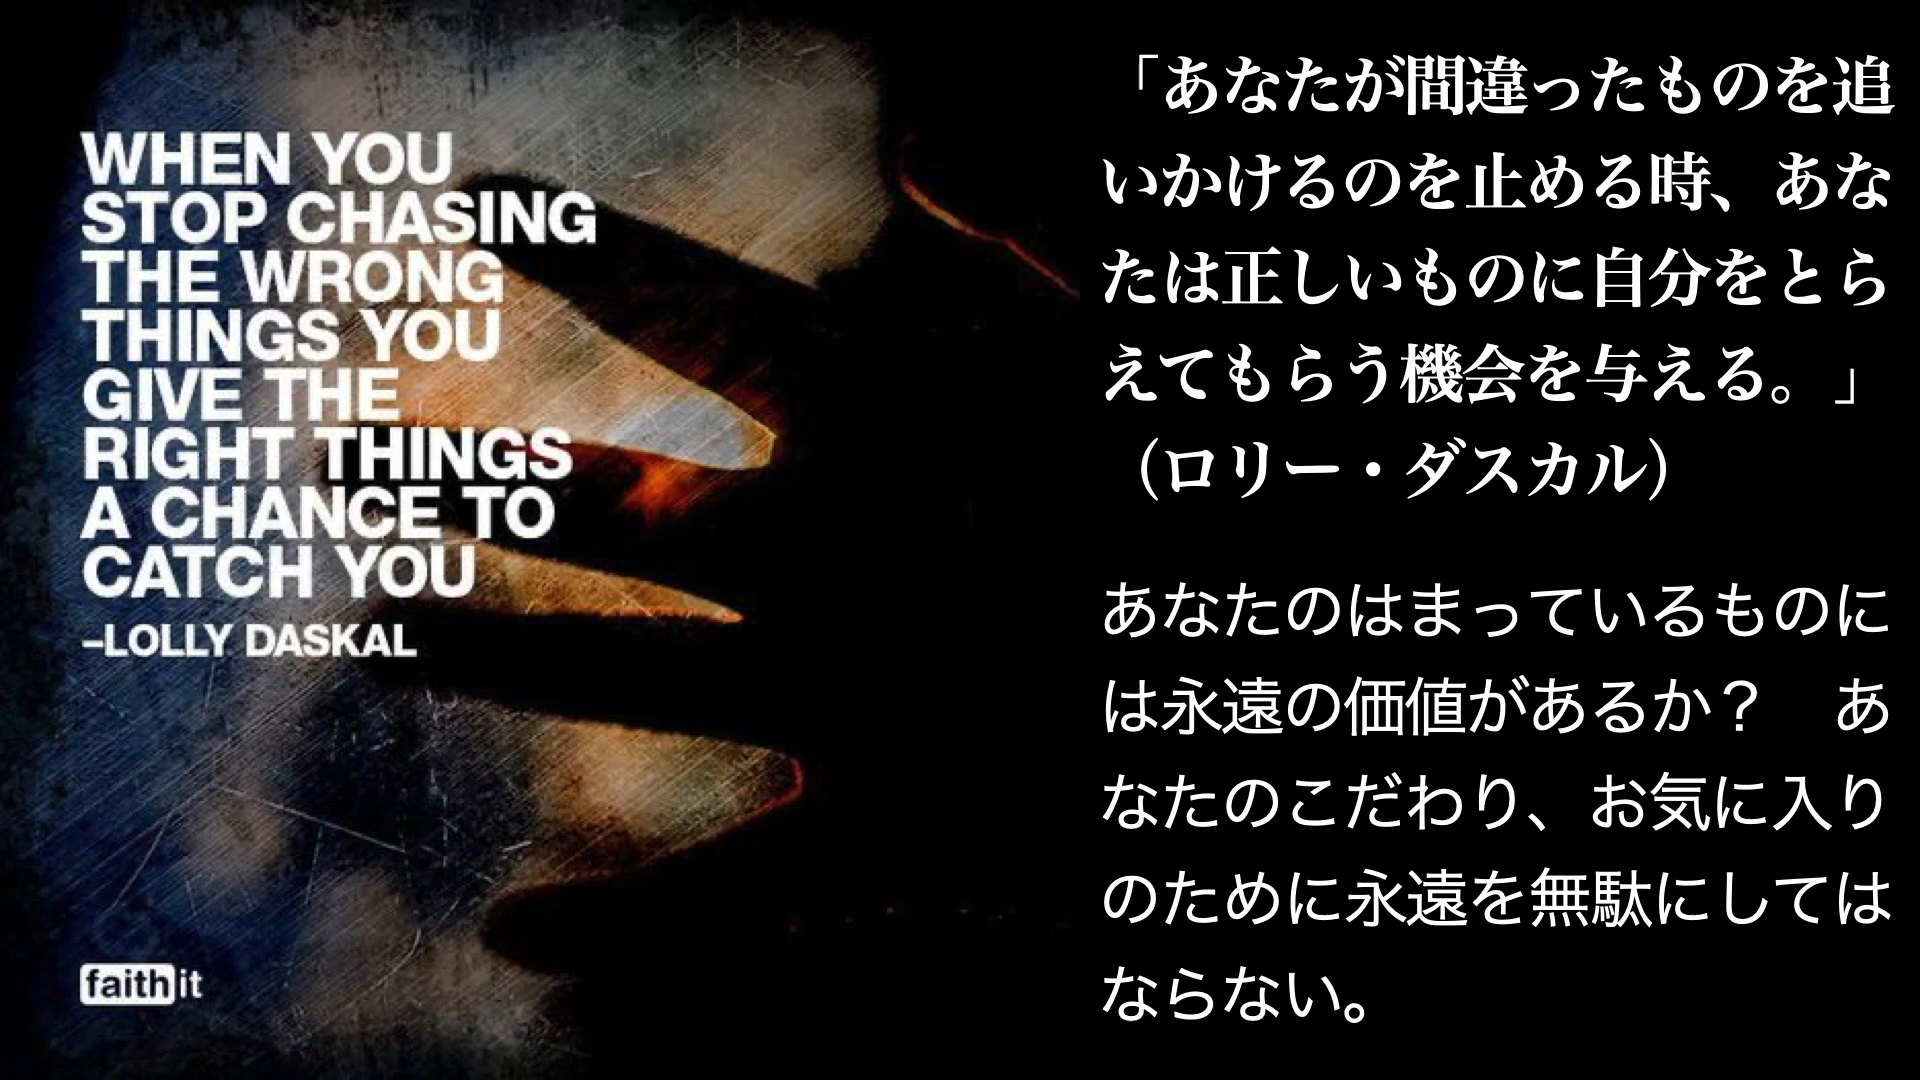 WHEN YOU
STOP CHASING
THE WRONG
THINGS YOU
GIVE THE
RIGHT THINGS
A CHANCE TO
CATCH YOU
–LOLLY DASKAL
faithit
「あなたが間違ったものを追
いかけるのを止める時、あな
たは正しいものに自分をとら
えてもらう機会を与える。」
（ロリー・ダスカル）
あなたのはまっているものに
は永遠の価値があるか？　あ
なたのこだわり、お気に入り
のために永遠を無駄にしては
ならない。